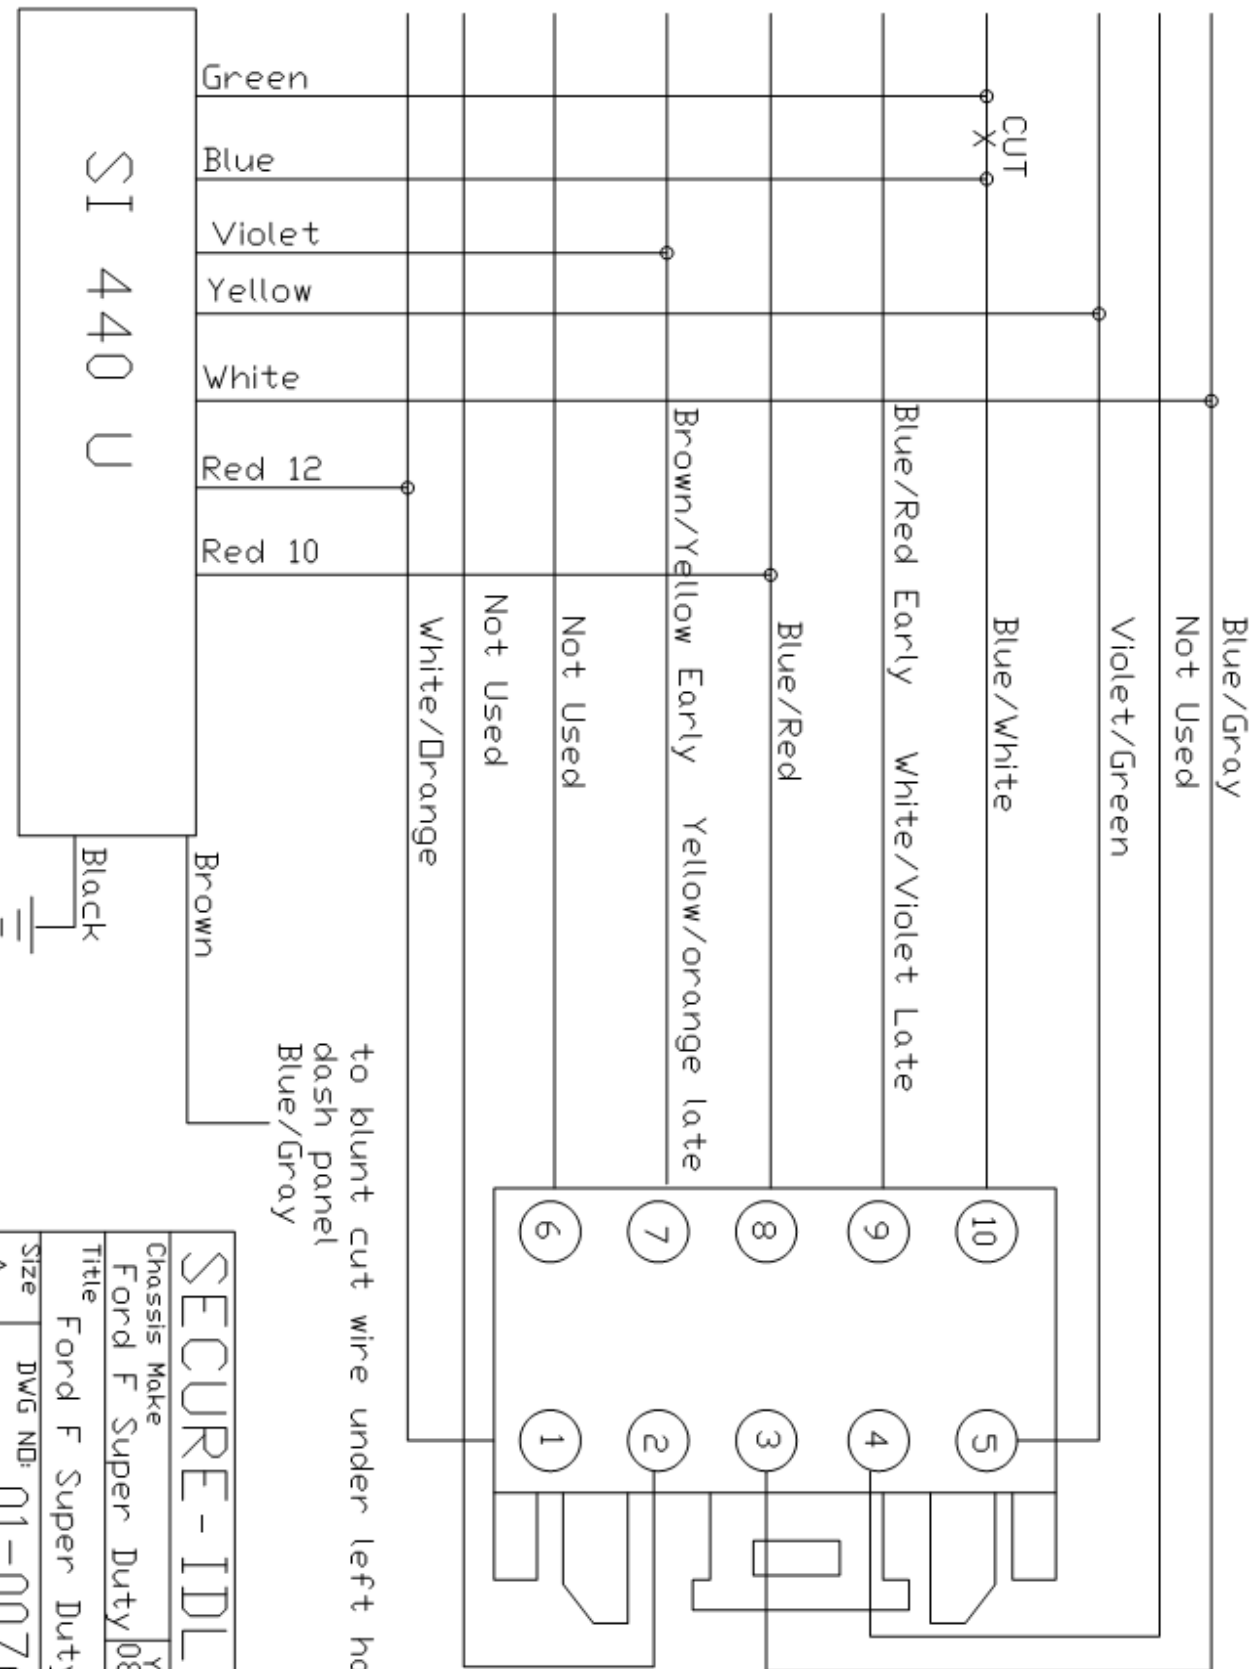 Green
CUT
X
Blue
Violet
Yellow
White
Red 12
Red 10
SI 440 U
Blue/Gray
Not Used
Violet/Green
Blue/White
Blue/Red Early White/Violet Late
Blue/Red
Brown/Yellow Early Yellow/orange late
Not Used
Not Used
White/Orange
Brown
Black
to blunt cut wire under left
dash panel
Blue/Gray
10
9
8
7
6
5
4
3
2
1
SECURE-IDL
Chassis Make
Ford F Super Duty 08
Title
Ford F Super Duty
Size
DWG NO: 01-007